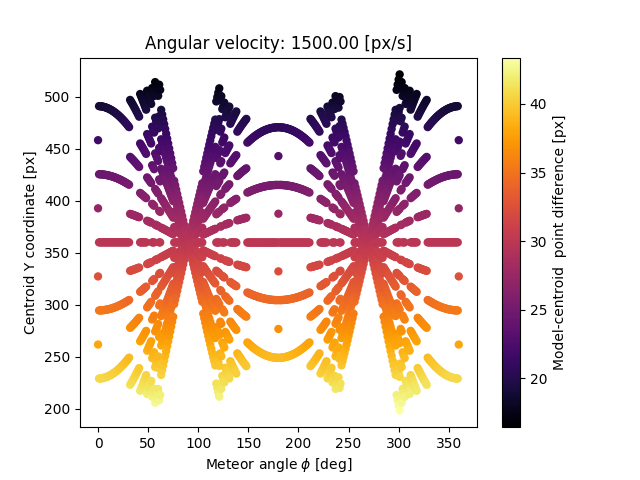 Angular velocity: 1500.00 [px/s]
Centroid Y coordinate [px]
500
450
400
350
300
250
200
0 50 100 150 200 250 300 350
Meteor angle ϕ [deg]
40
35
30
25
20
Model-centroid  point difference [px]